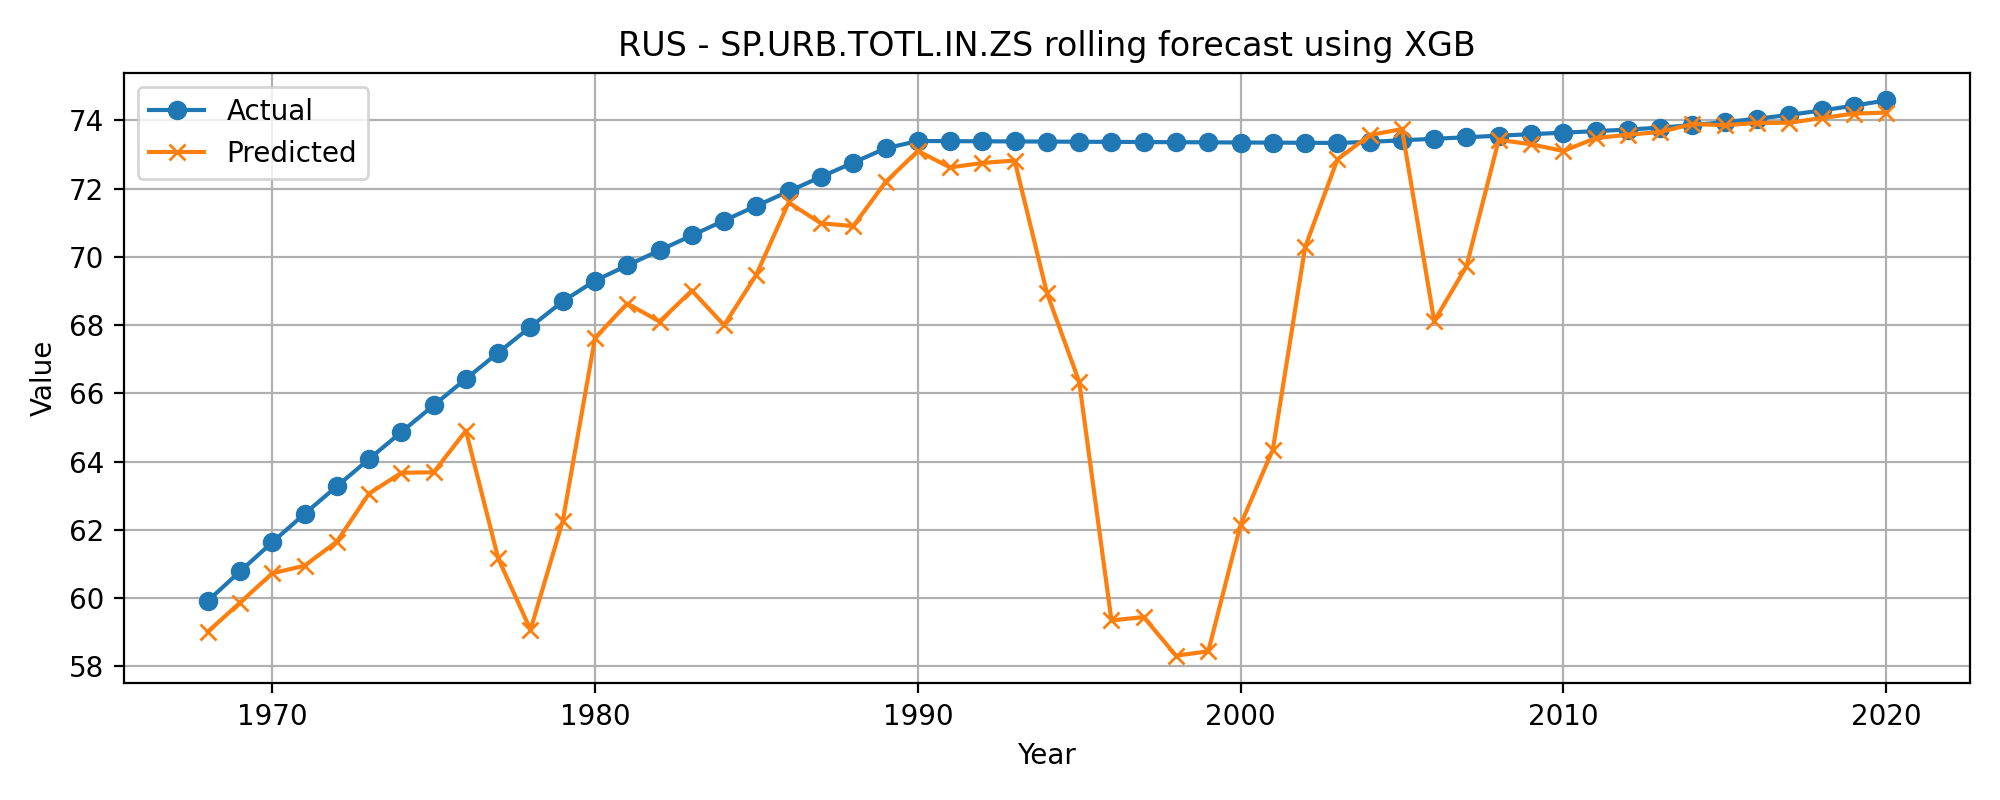 RUS - SP.URB.TOTL.IN.ZS rolling forecast using XGB
Actual
Predicted
Value
74
72
70
68
66
64
62
60
58
1970 1980 1990 2000 2010 2020
Year